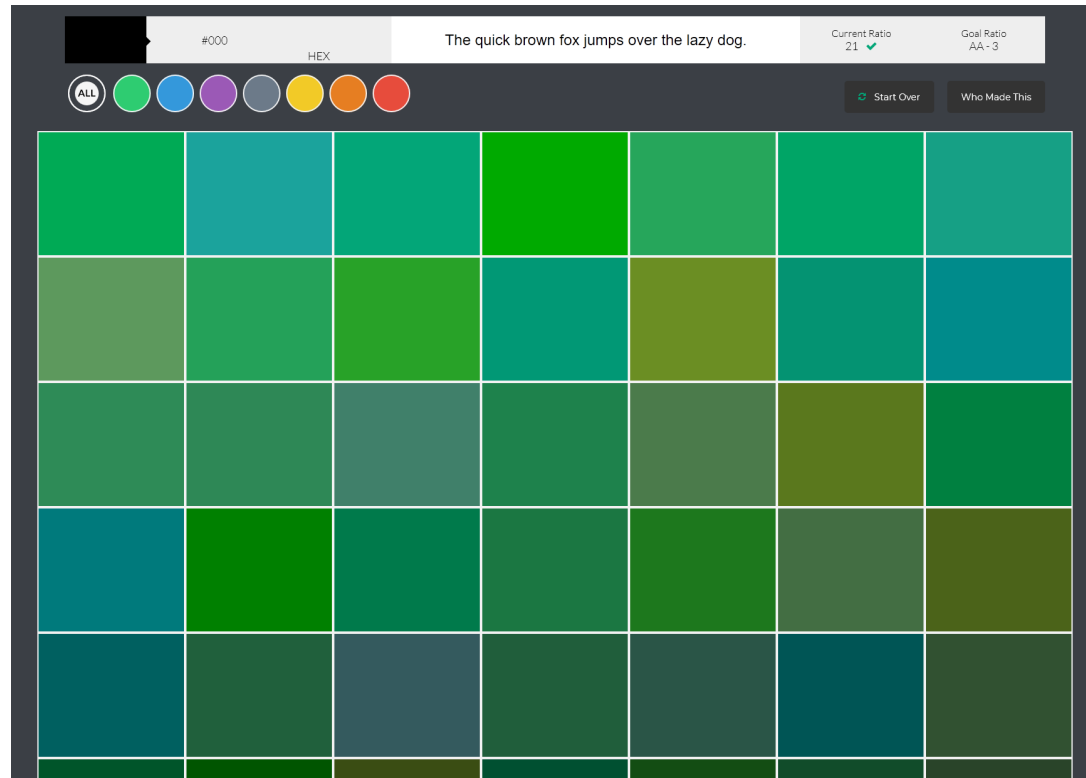 #000
HEX
The quick brown fox jumps over the lazy dog.
Current Ratio
21
Goal Ratio
AA - 3
ALL
Start Over
Who Made This